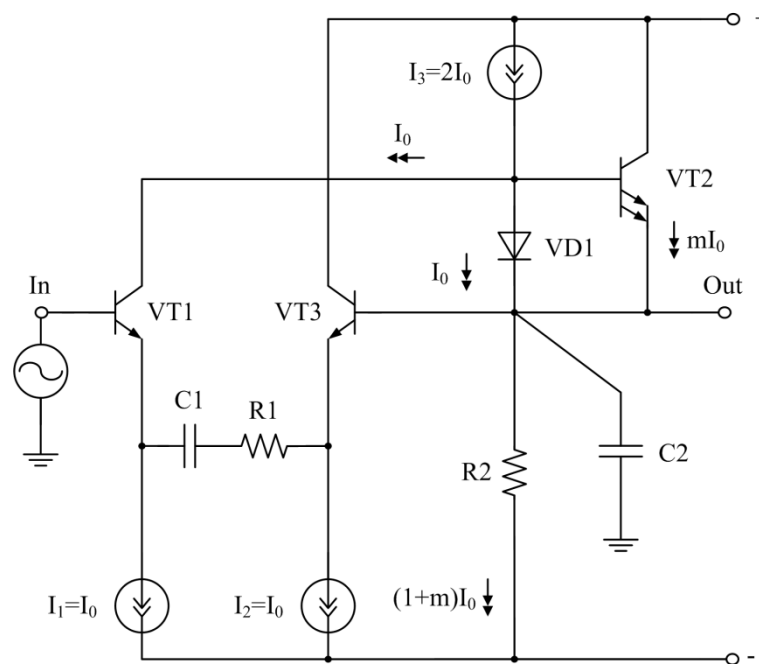 +
I3=2I0
I0
VT2
VD1
mI0
I0
In
Out
VT1
VT3
C1
R1
R2
C2
I1=I0
I2=I0
(1+m)I0
-